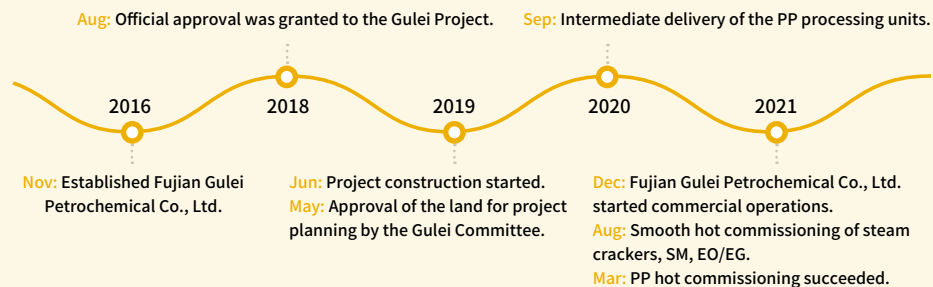 Aug: Official approval was granted to the Gulei Project.
Sep: Intermediate delivery of the PP processing units.
2016
2018
2019
2020
2021
Nov: Established Fujian Gulei
Petrochemical Co., Ltd.
Jun: Project construction started.
May: Approval of the land for project
planning by the Gulei Committee.
Dec: Fujian Gulei Petrochemical Co., Ltd.
started commercial operations.
Aug: Smooth hot commissioning of steam
crackers, SM, EO/EG.
Mar: PP hot commissioning succeeded.